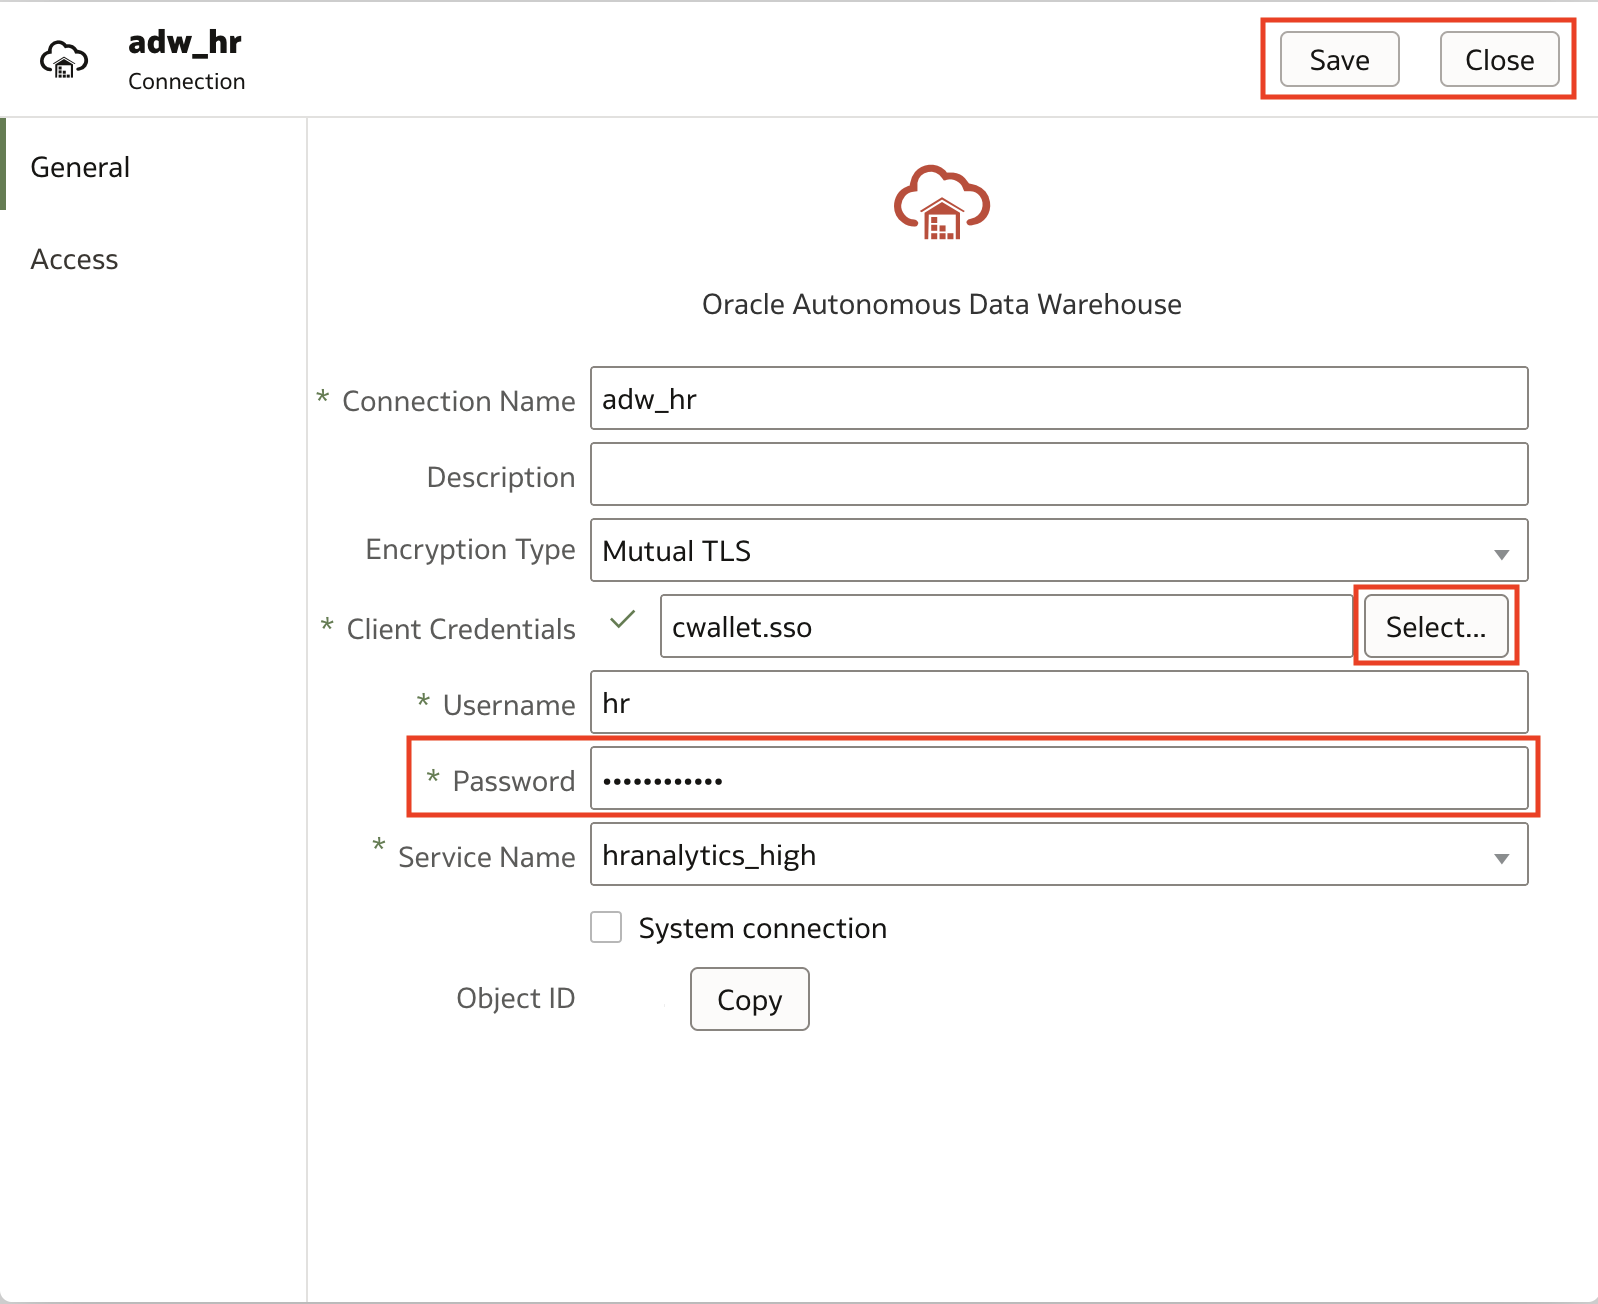 adw_hr
Connection
Save
Close
General
Access
Oracle Autonomous Data Warehouse
* Connection Name adw_hr
Description
Encryption Type Mutual TLS
* Client Credentials cwallet.sso Select...
* Username hr
* Password ••••••••••••
* Service Name hranalytics_high
System connection
Object ID Copy